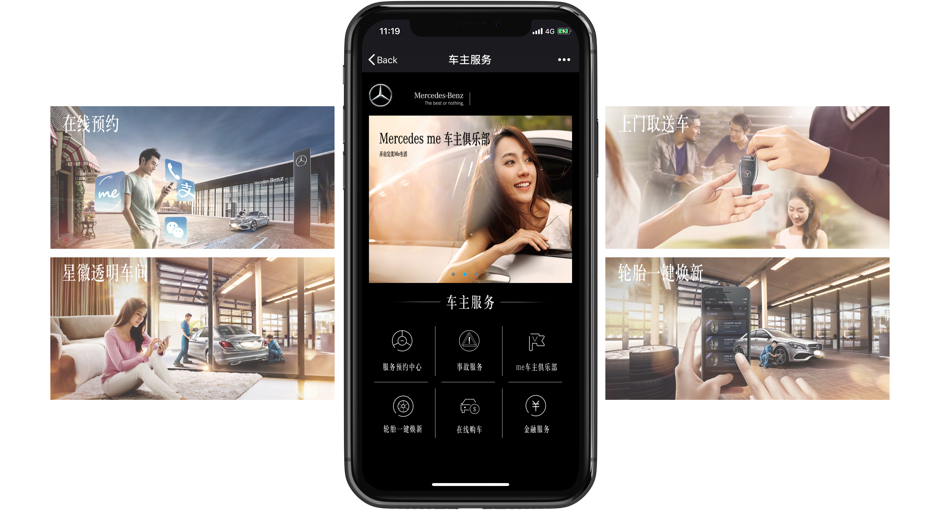 在线预约
me
支
Benz
星徽透明车间
11:19
4G
Back
车主服务
Mercedes-Benz
The best or nothing.
Mercedes me 车主俱乐部
车主服务
服务预约中心
事故服务
me车主俱乐部
轮胎一键焕新
在线购车
金融服务
上门取送车
轮胎一键焕新